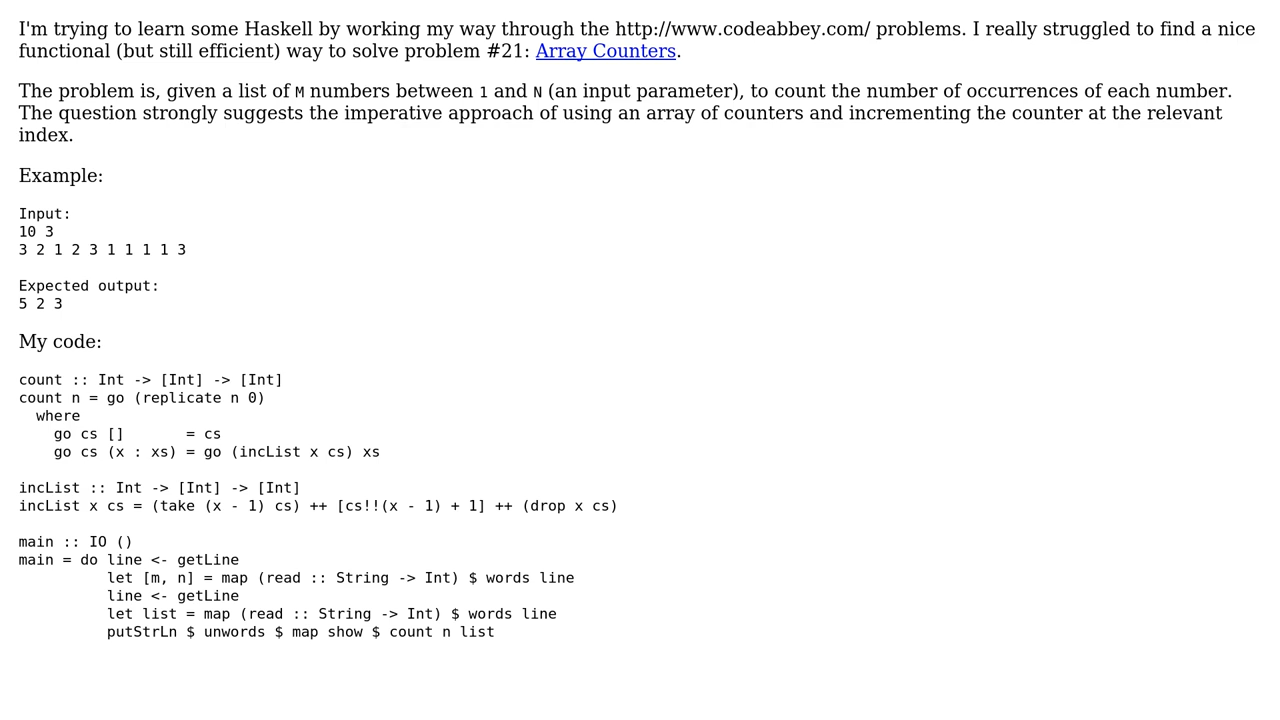 I'm trying to learn some Haskell by working my way through the http://www.codeabbey.com/ problems. I really struggled to find a nice
functional (but still efficient) way to solve problem #21: Array Counters.
The problem is, given a list of M numbers between 1 and N (an input parameter), to count the number of occurrences of each number.
The question strongly suggests the imperative approach of using an array of counters and incrementing the counter at the relevant
index.
Example:
Input:
10 3
3 2 1 2 3 1 1 1 1 3
Expected output:
5 2 3
My code:
count :: Int -> [Int] -> [Int]
count n = go (replicate n 0)
  where
    go cs []       = cs
    go cs (x : xs) = go (incList x cs) xs
incList :: Int -> [Int] -> [Int]
incList x cs = (take (x - 1) cs) ++ [cs!!(x - 1) + 1] ++ (drop x cs)
main :: IO ()
main = do line <- getLine
          let [m, n] = map (read :: String -> Int) $ words line
          line <- getLine
          let list = map (read :: String -> Int) $ words line
          putStrLn $ unwords $ map show $ count n list